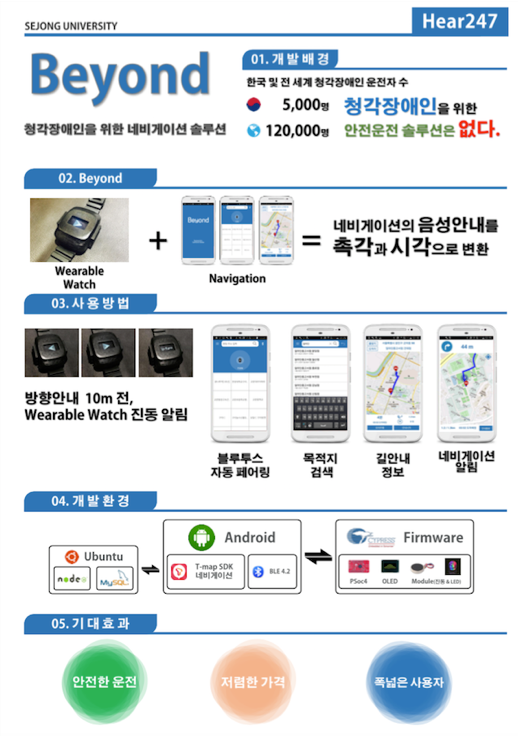 SEJONG UNIVERSITY
Hear247
Beyond
청각장애인을 위한 네비게이션 솔루션
01. 개발배경
한국 및 전 세계 청각장애인 운전자 수
5,000명
120,000명
청각장애인을 위한
안전운전 솔루션은 없다.
02. Beyond
Wearable
Watch
+
Beyond
Navigation
=
네비게이션의 음성안내를
촉각과 시각으로 변환
03. 사용방법
방향안내 10m 전,
Wearable Watch 진동 알림
블루투스
자동 페어링
목적지
검색
길안내
정보
44 m
네비게이션
알림
04. 개발환경
Ubuntu
node
MySQL
Android
T-map SDK
네비게이션
BLE 4.2
CYPRESS
Firmware
PSoc4
OLED
Module(진동 & LED)
05. 기대효과
안전한 운전
저렴한 가격
폭넓은 사용자